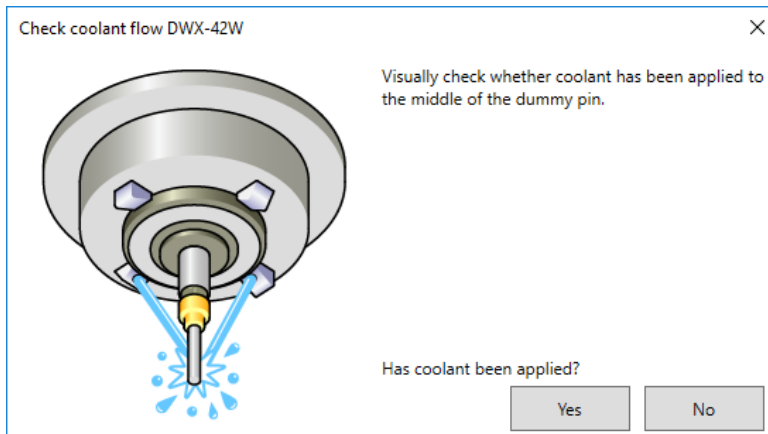 Check coolant flow DWX-42W
Visually check whether coolant has been applied to
the middle of the dummy pin.
Has coolant been applied?
Yes
No